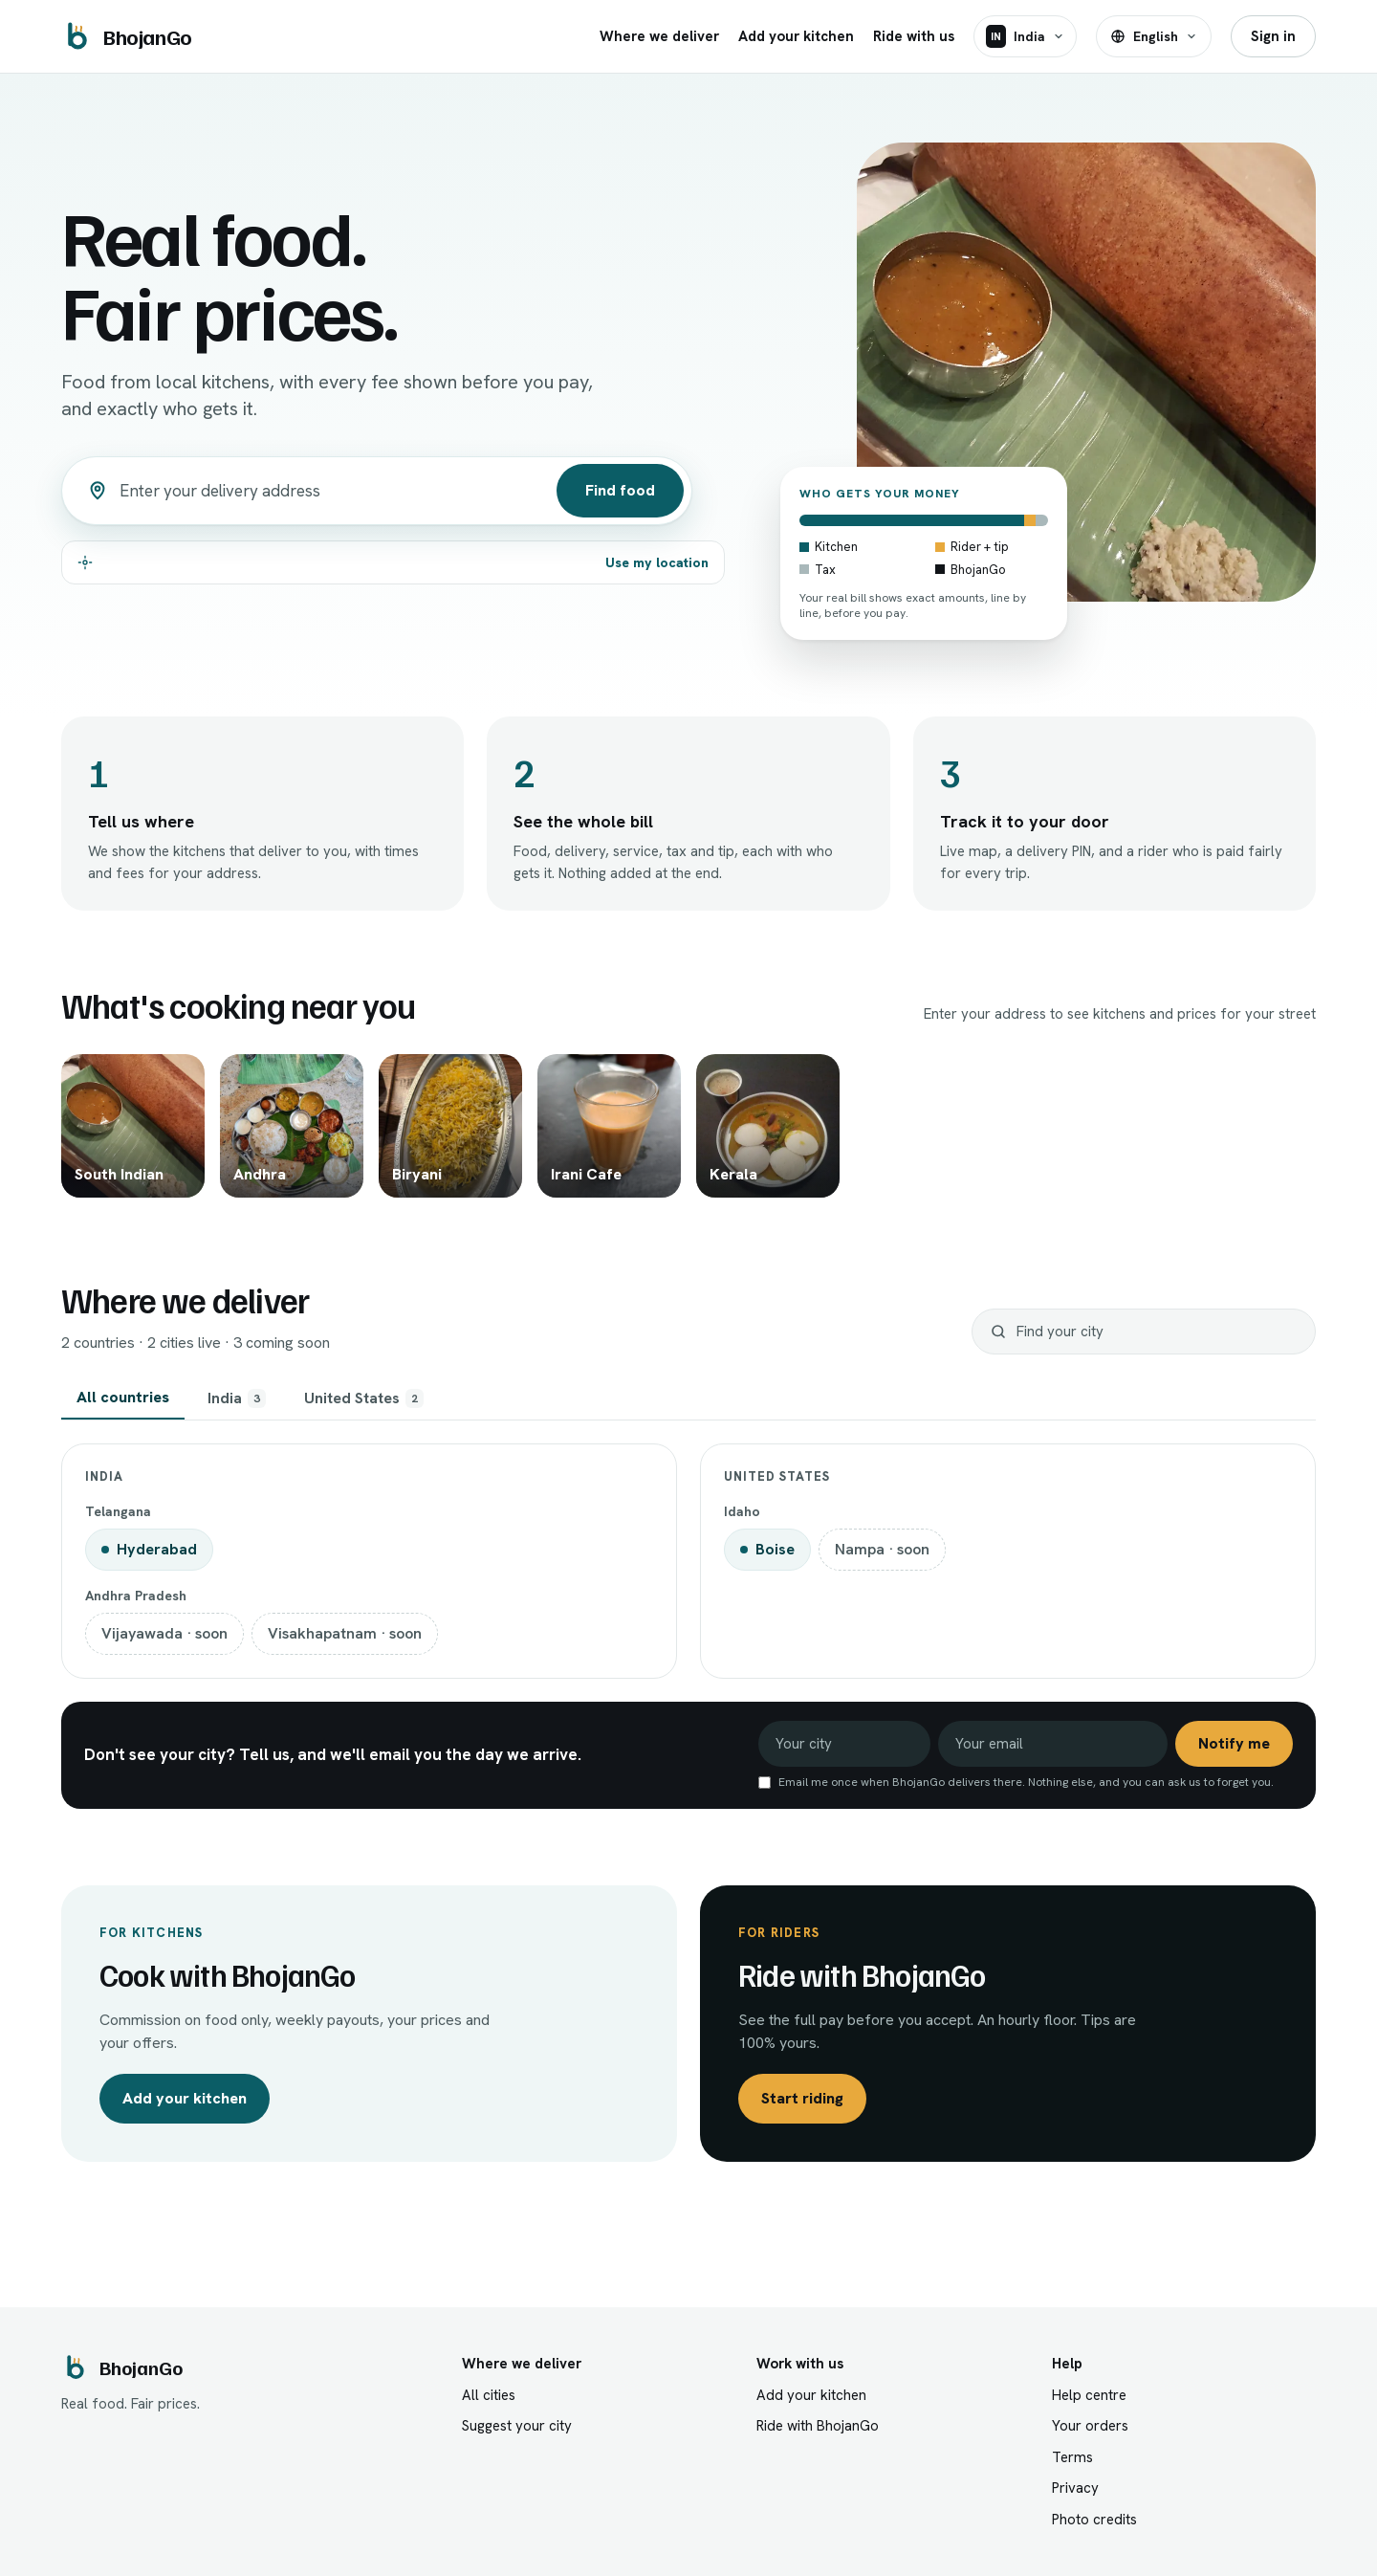 BhojanGo
Where we deliver
Add your kitchen
Ride with us
IN India
English
Sign in
Real food.
Fair prices.
Food from local kitchens, with every fee shown before you pay,
and exactly who gets it.
Enter your delivery address
Find food
Use my location
WHO GETS YOUR MONEY
Kitchen
Rider + tip
Tax
BhojanGo
Your real bill shows exact amounts, line by
line, before you pay.
1
Tell us where
We show the kitchens that deliver to you, with times
and fees for your address.
2
See the whole bill
Food, delivery, service, tax and tip, each with who
gets it. Nothing added at the end.
3
Track it to your door
Live map, a delivery PIN, and a rider who is paid fairly
for every trip.
What's cooking near you
Enter your address to see kitchens and prices for your street
South Indian
Andhra
Biryani
Irani Cafe
Kerala
Where we deliver
2 countries · 2 cities live · 3 coming soon
Find your city
All countries
India 3
United States 2
INDIA
Telangana
Hyderabad
Andhra Pradesh
Vijayawada · soon
Visakhapatnam · soon
UNITED STATES
Idaho
Boise
Nampa · soon
Don't see your city? Tell us, and we'll email you the day we arrive.
Your city
Your email
Notify me
Email me once when BhojanGo delivers there. Nothing else, and you can ask us to forget you.
FOR KITCHENS
Cook with BhojanGo
Commission on food only, weekly payouts, your prices and
your offers.
Add your kitchen
FOR RIDERS
Ride with BhojanGo
See the full pay before you accept. An hourly floor. Tips are
100% yours.
Start riding
BhojanGo
Real food. Fair prices.
Where we deliver
All cities
Suggest your city
Work with us
Add your kitchen
Ride with BhojanGo
Help
Help centre
Your orders
Terms
Privacy
Photo credits